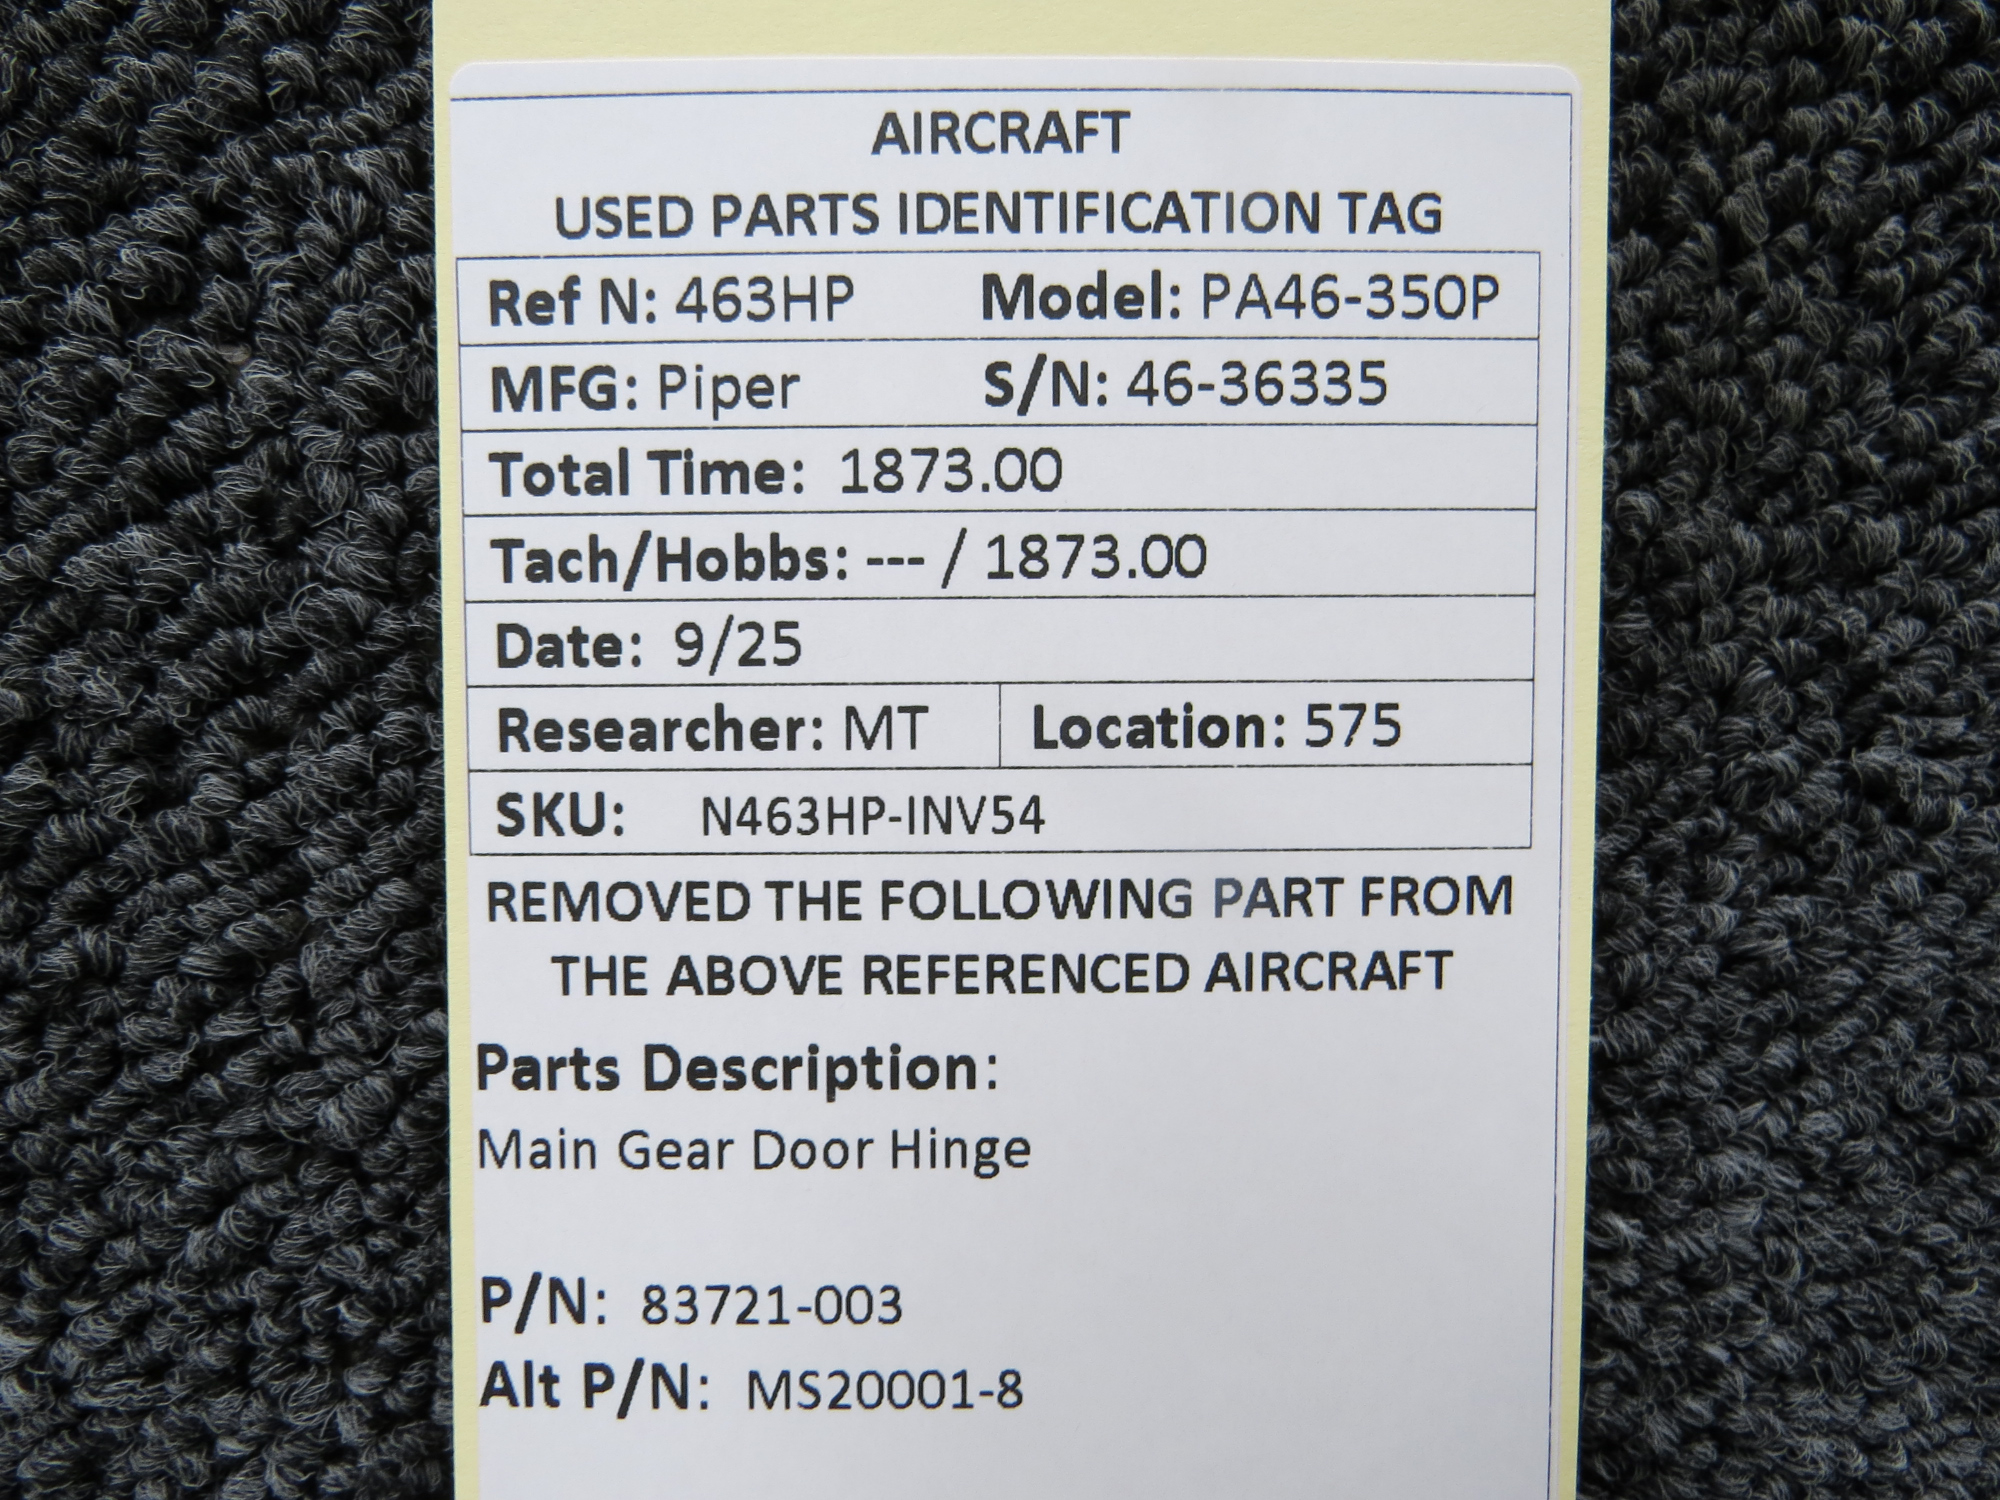 AIRCRAFT
USED PARTS IDENTIFICATION TAG
Ref N: 463HP Model: PA46-350P
MFG: Piper S/N: 46-36335
Total Time: 1873.00
Tach/Hobbs: --- / 1873.00
Date: 9/25
Researcher: MT Location: 575
SKU: N463HP-INV54
REMOVED THE FOLLOWING PART FROM
THE ABOVE REFERENCED AIRCRAFT
Parts Description:
Main Gear Door Hinge
P/N: 83721-003
Alt P/N: MS20001-8